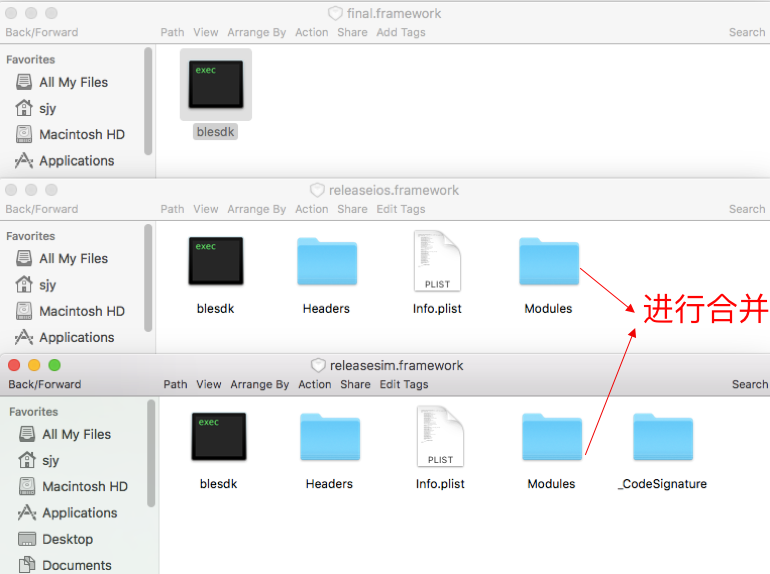 final.framework
Back/Forward Path View Arrange By Action Share Add Tags Search
Favorites
All My Files
sjy
Macintosh HD
Applications
exec
blesdk
releaseios.framework
Back/Forward Path View Arrange By Action Share Edit Tags Search
Favorites
All My Files
sjy
Macintosh HD
Applications
exec
PLIST
blesdk Headers Info.plist Modules
进行合并
releasesim.framework
Back/Forward Path View Arrange By Action Share Edit Tags Search
Favorites
All My Files
sjy
Macintosh HD
Applications
Desktop
Documents
exec
PLIST
blesdk Headers Info.plist Modules _CodeSignature